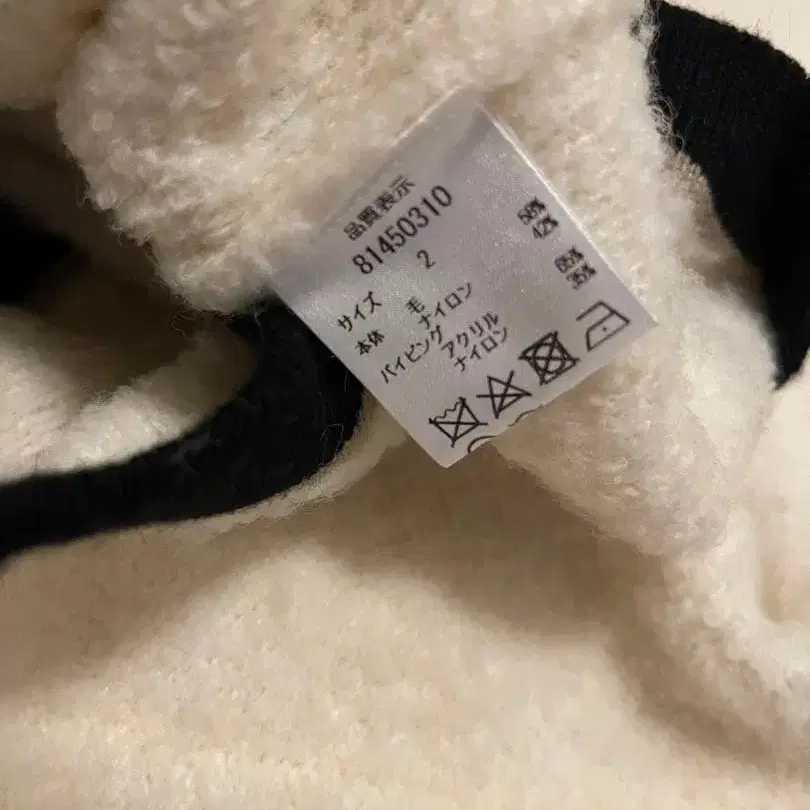 品質表示
81450310
サイズ 2
本体 毛 58%
ナイロン 42%
パイピング アクリル 65%
ナイロン 35%